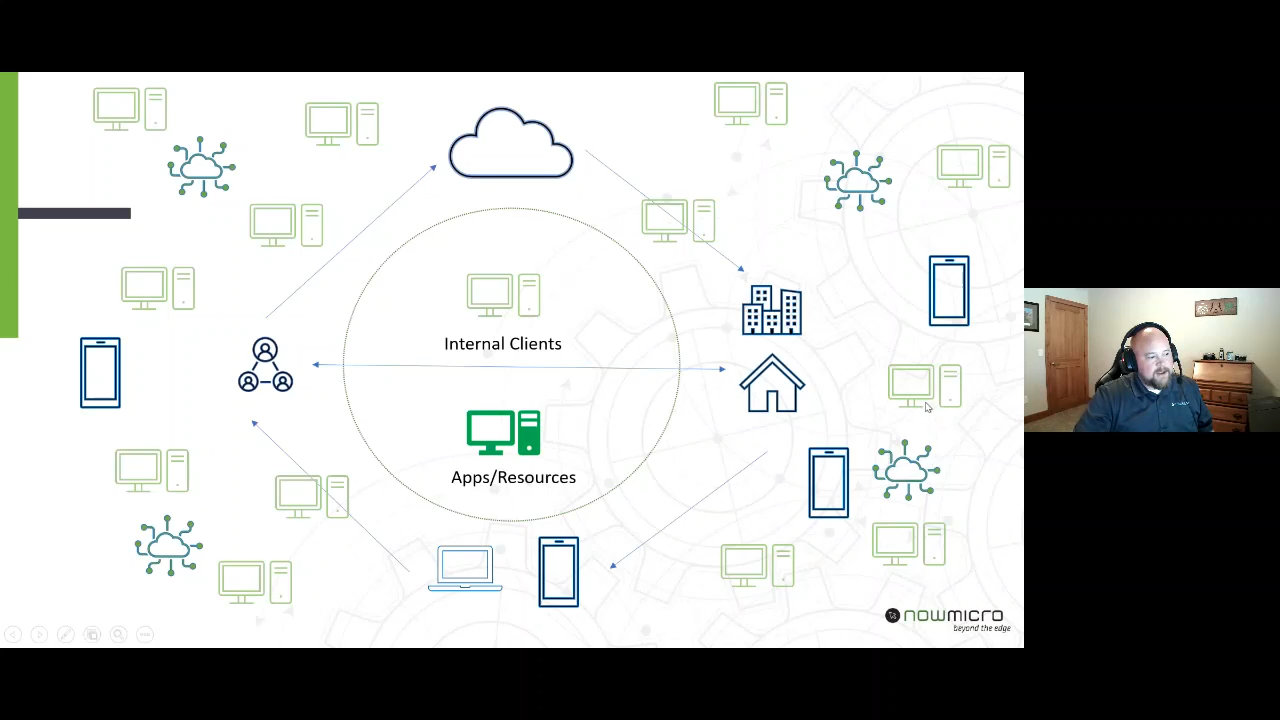 Internal Clients
Apps/Resources
nowmicro
beyond the edge